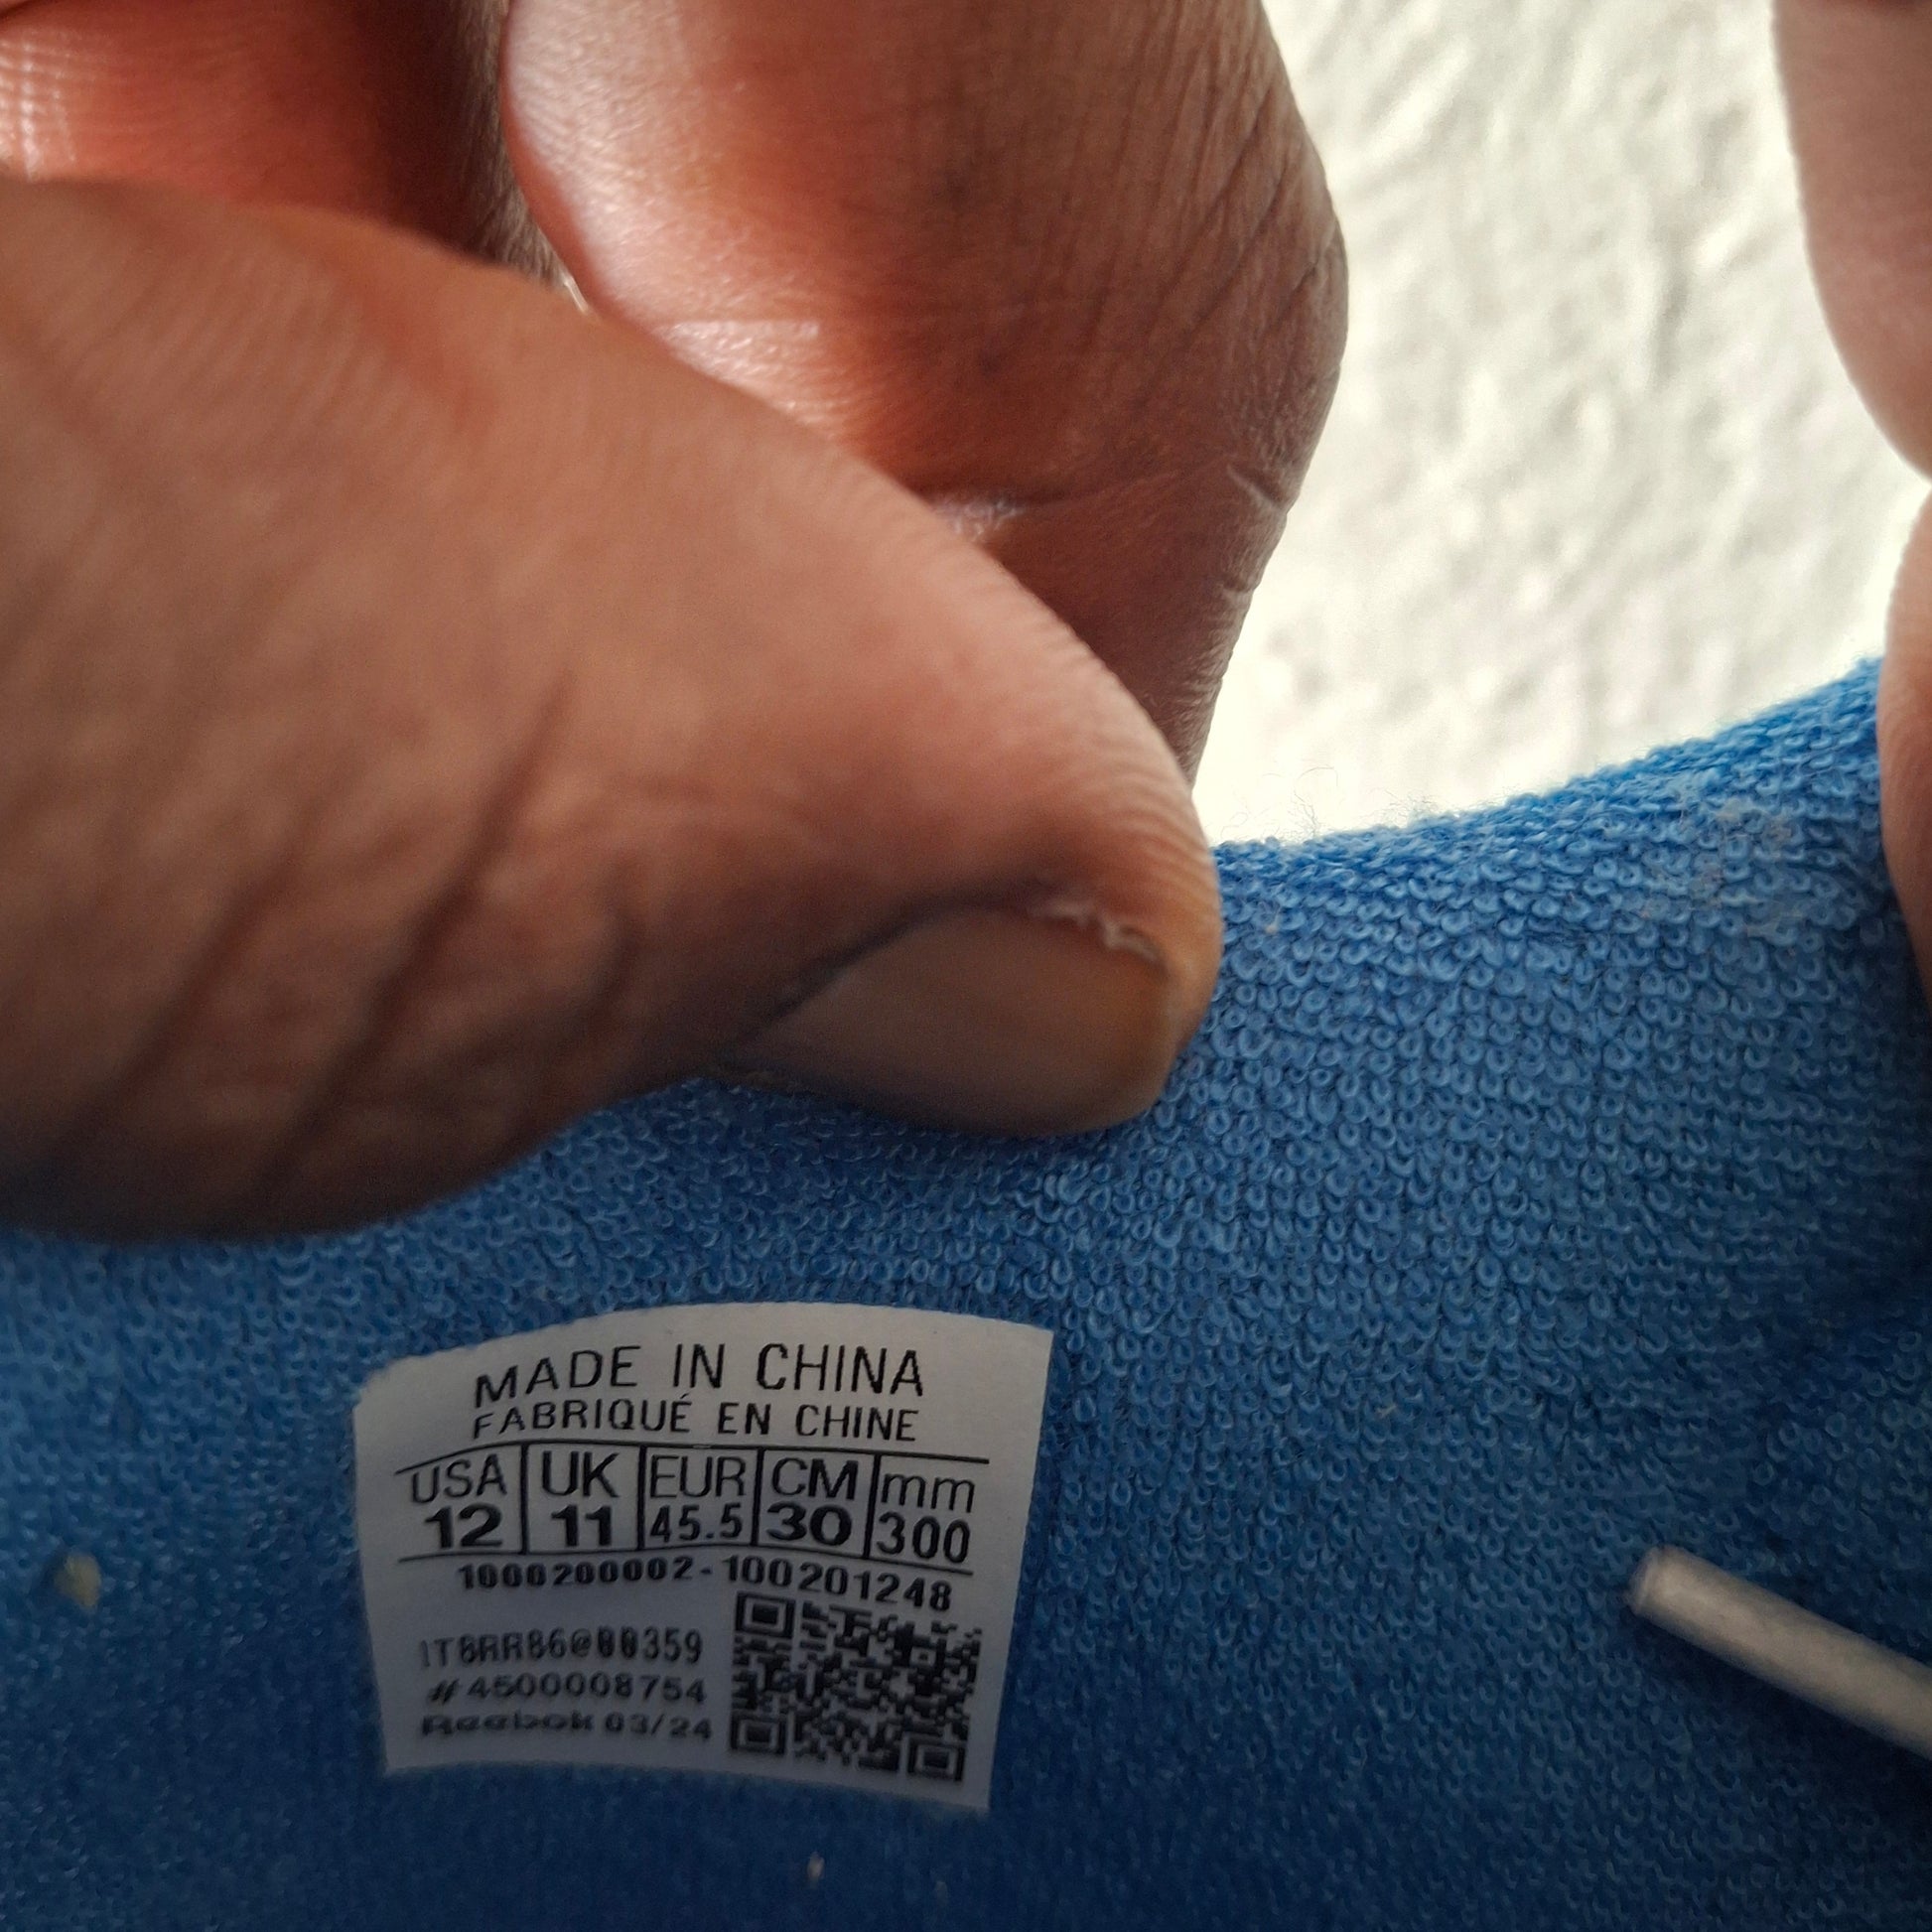 MADE IN CHINA
FABRIQUÉ EN CHINE
USA UK EUR CM mm
12 11 45.5 30 300
1000200002-100201248
1T8RR86@00359
#4500008754
Reebok 03/24